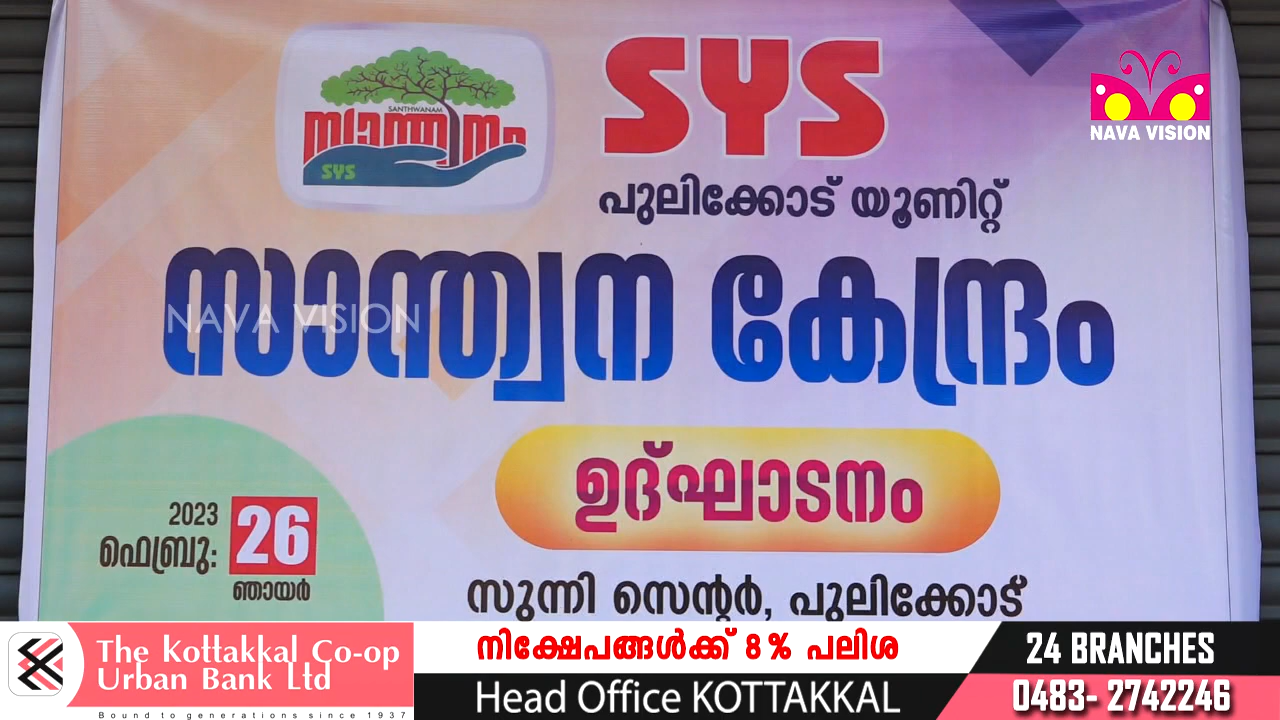 SYS
SANTHWANAM
സാന്ത്വനം
SYS
NAVA VISION
പുലിക്കോട് യൂണിറ്റ്
സാന്ത്വന കേന്ദ്രം
NAVA VISION
ഉദ്ഘാടനം
2023
ഫെബ്രു: 26
ഞായർ
സുന്നി സെന്റർ, പുലിക്കോട്
The Kottakkal Co-op
Urban Bank Ltd
Bound to generations since 1937
നിക്ഷേപങ്ങൾക്ക് 8% പലിശ
Head Office KOTTAKKAL
24 BRANCHES
0483- 2742246